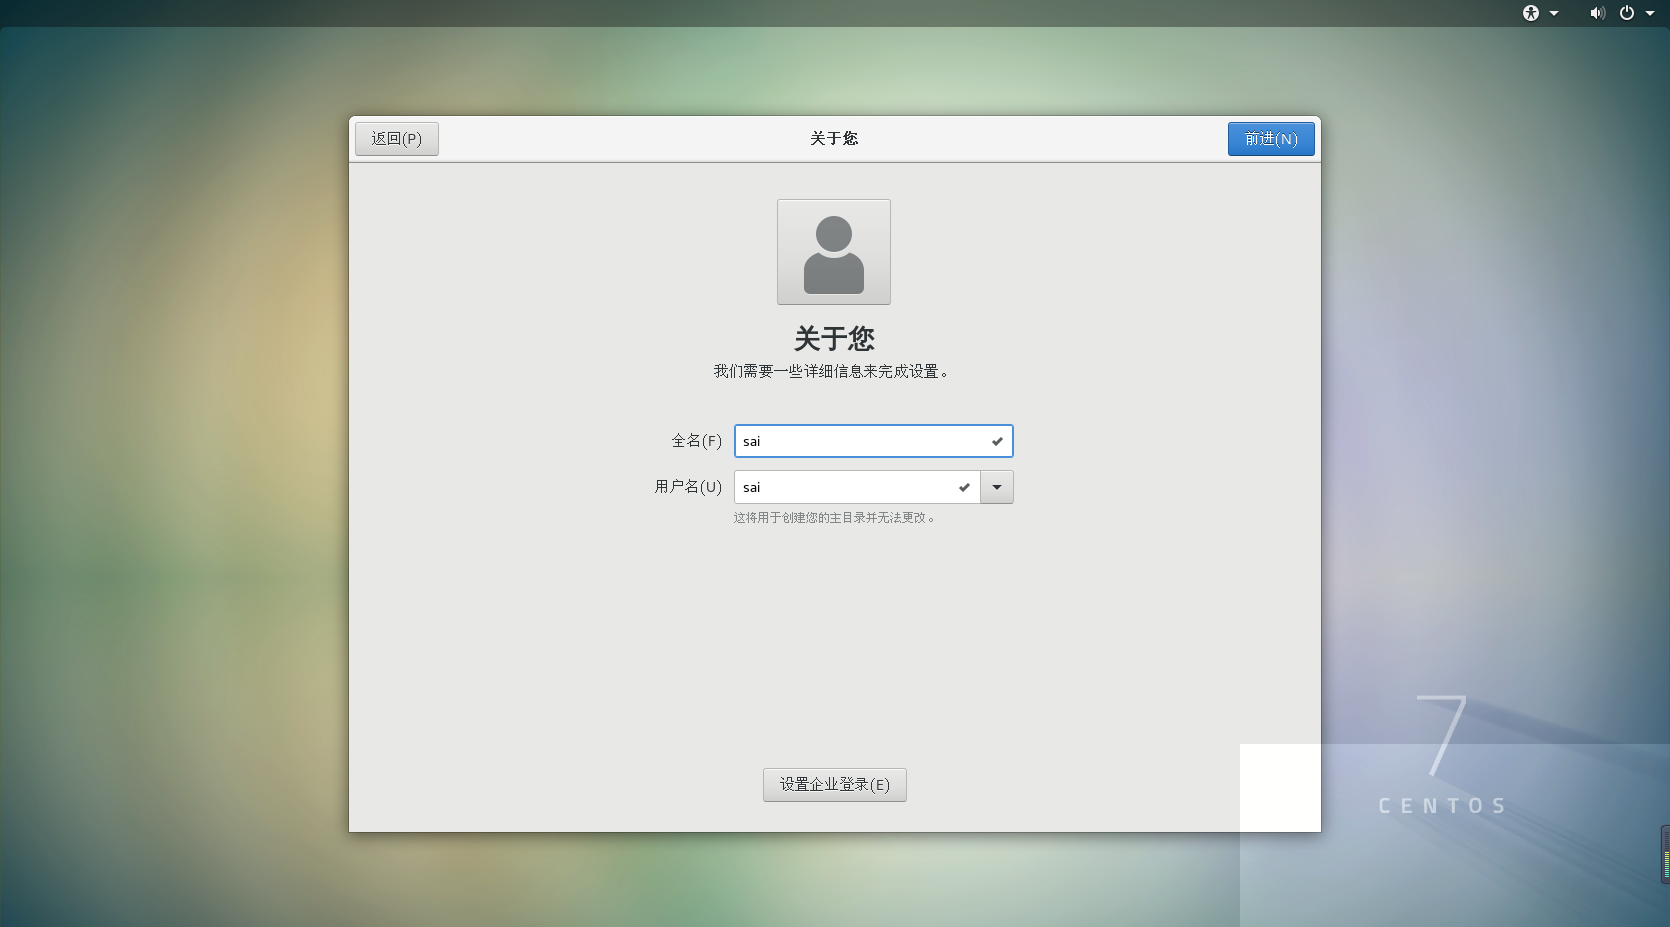 返回(P)
关于您
前进(N)
关于您
我们需要一些详细信息来完成设置。
全名(F)
sai
用户名(U)
sai
这将用于创建您的主目录并无法更改。
设置企业登录(E)
7
CENTOS